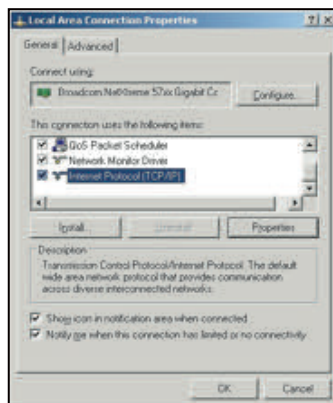 Local Area Connection Properties
General Advanced
Connect using:
Broadcom NetXtreme 57xx Gigabit Cc
Configure...
This connection uses the following items:
QoS Packet Scheduler
Network Monitor Driver
Internet Protocol (TCP/IP)
Install... Uninstall Properties
Description
Transmission Control Protocol/Internet Protocol. The default
wide area network protocol that provides communication
across diverse interconnected networks.
Show icon in notification area when connected
Notify me when this connection has limited or no connectivity
OK Cancel